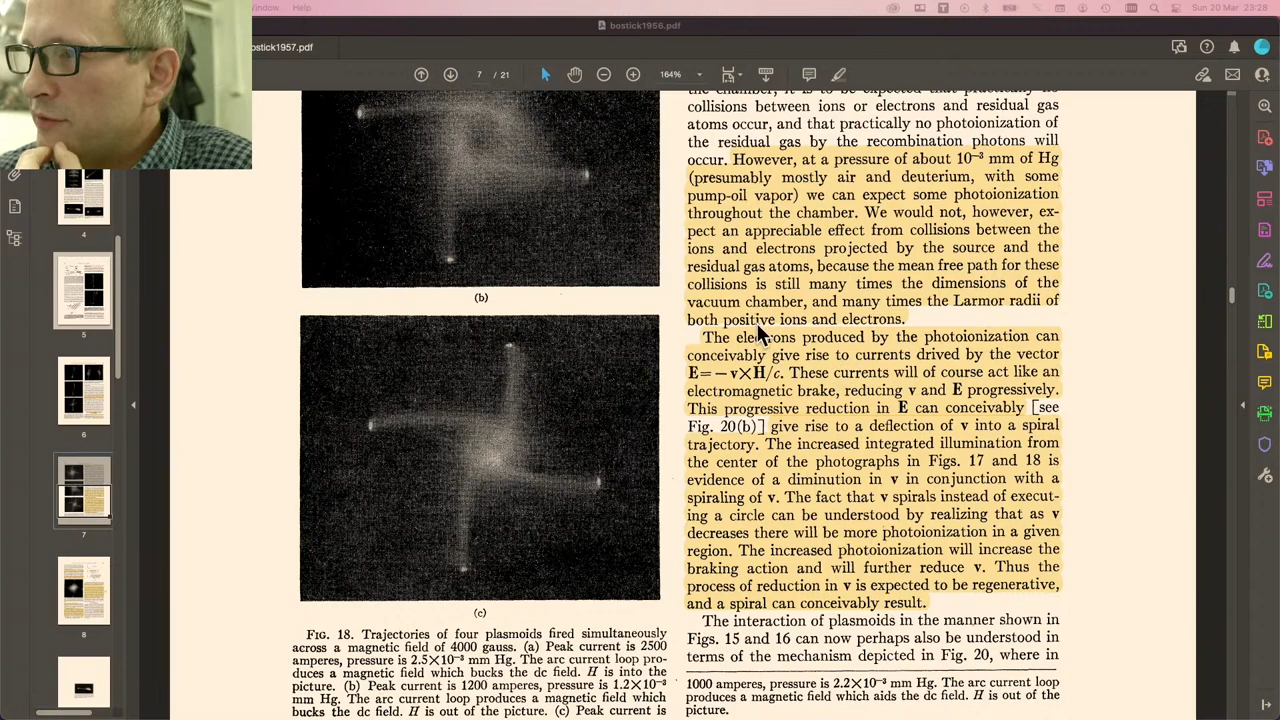 Window
Help
Sun 20 Mar 23:28
bostick1956.pdf
bostick1957.pdf
7 / 21
164%
4
5
6
7
8
(b)
(c)
FIG. 18. Trajectories of four plasmoids fired simultaneously
across a magnetic field of 4000 gauss. (a) Peak current is 2500
amperes, pressure is 2.5×10⁻³ mm Hg. The arc current loop pro-
duces a magnetic field which bucks the dc field. H is into the
picture. (b) Peak current is 1200 amperes, pressure is 1.2×10⁻³
mm Hg. The arc current loop produces a magnetic field which
bucks the dc field. H is out of the picture. (c) Peak current is
collisions between ions or electrons and residual gas
atoms occur, and that practically no photoionization of
the residual gas by the recombination photons will
occur. However, at a pressure of about 10⁻³ mm of Hg
(presumably mostly air and deuterium, with some
pump-oil vapor) we can expect some photoionization
throughout the chamber. We would not, however, ex-
pect an appreciable effect from collisions between the
ions and electrons projected by the source and the
residual gas atoms, because the mean free path for these
collisions is still many times the dimensions of the
vacuum chamber, and many times the Larmor radii of
both positive ions and electrons.
The electrons produced by the photoionization can
conceivably give rise to currents drived by the vector
E=−v×H/c. These currents will of course act like an
electromagnetic brake, reducing v and E progressively.
This progressive reduction in E can conceivably [see
Fig. 20(b)] give rise to a deflection of v into a spiral
trajectory. The increased integrated illumination from
the center of the photographs in Figs. 17 and 18 is
evidence of a diminution in v in conjunction with a
spiraling of v. The fact that v spirals instead of execut-
ing a circle can be understood by realizing that as v
decreases there will be more photoionization in a given
region. The increased photoionization will increase the
braking action and will further reduce v. Thus the
process of reduction in v is expected to be regenerative,
and a spiral can conceivably result.
The interaction of plasmoids in the manner shown in
Figs. 15 and 16 can now perhaps also be understood in
terms of the mechanism depicted in Fig. 20, where in
1000 amperes, pressure is 2.2×10⁻³ mm Hg. The arc current loop
produces a magnetic field which aids the dc field. H is out of the
picture.